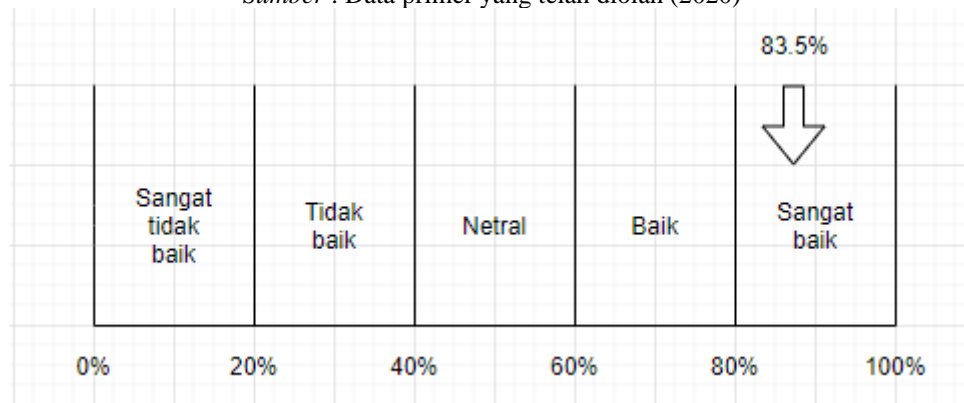 Sumber : Data primer yang telah diolah (2020)
83.5%
Sangat
tidak
baik
Tidak
baik
Netral
Baik
Sangat
baik
0%
20%
40%
60%
80%
100%